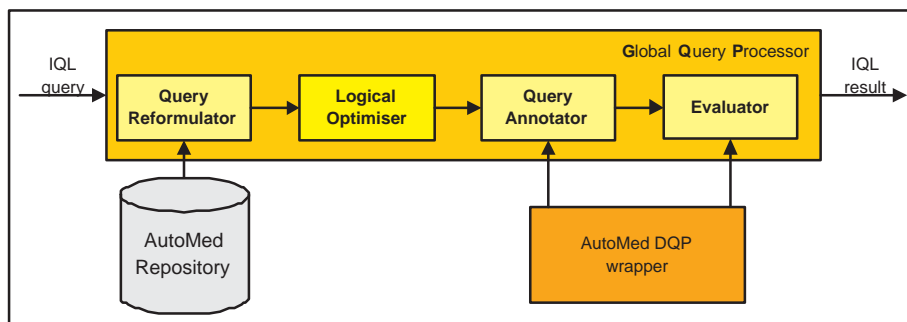 Global Query Processor
IQL
query
IQL
result
Query
Reformulator
Logical
Optimiser
Query
Annotator
Evaluator
AutoMed
Repository
AutoMed DQP
wrapper